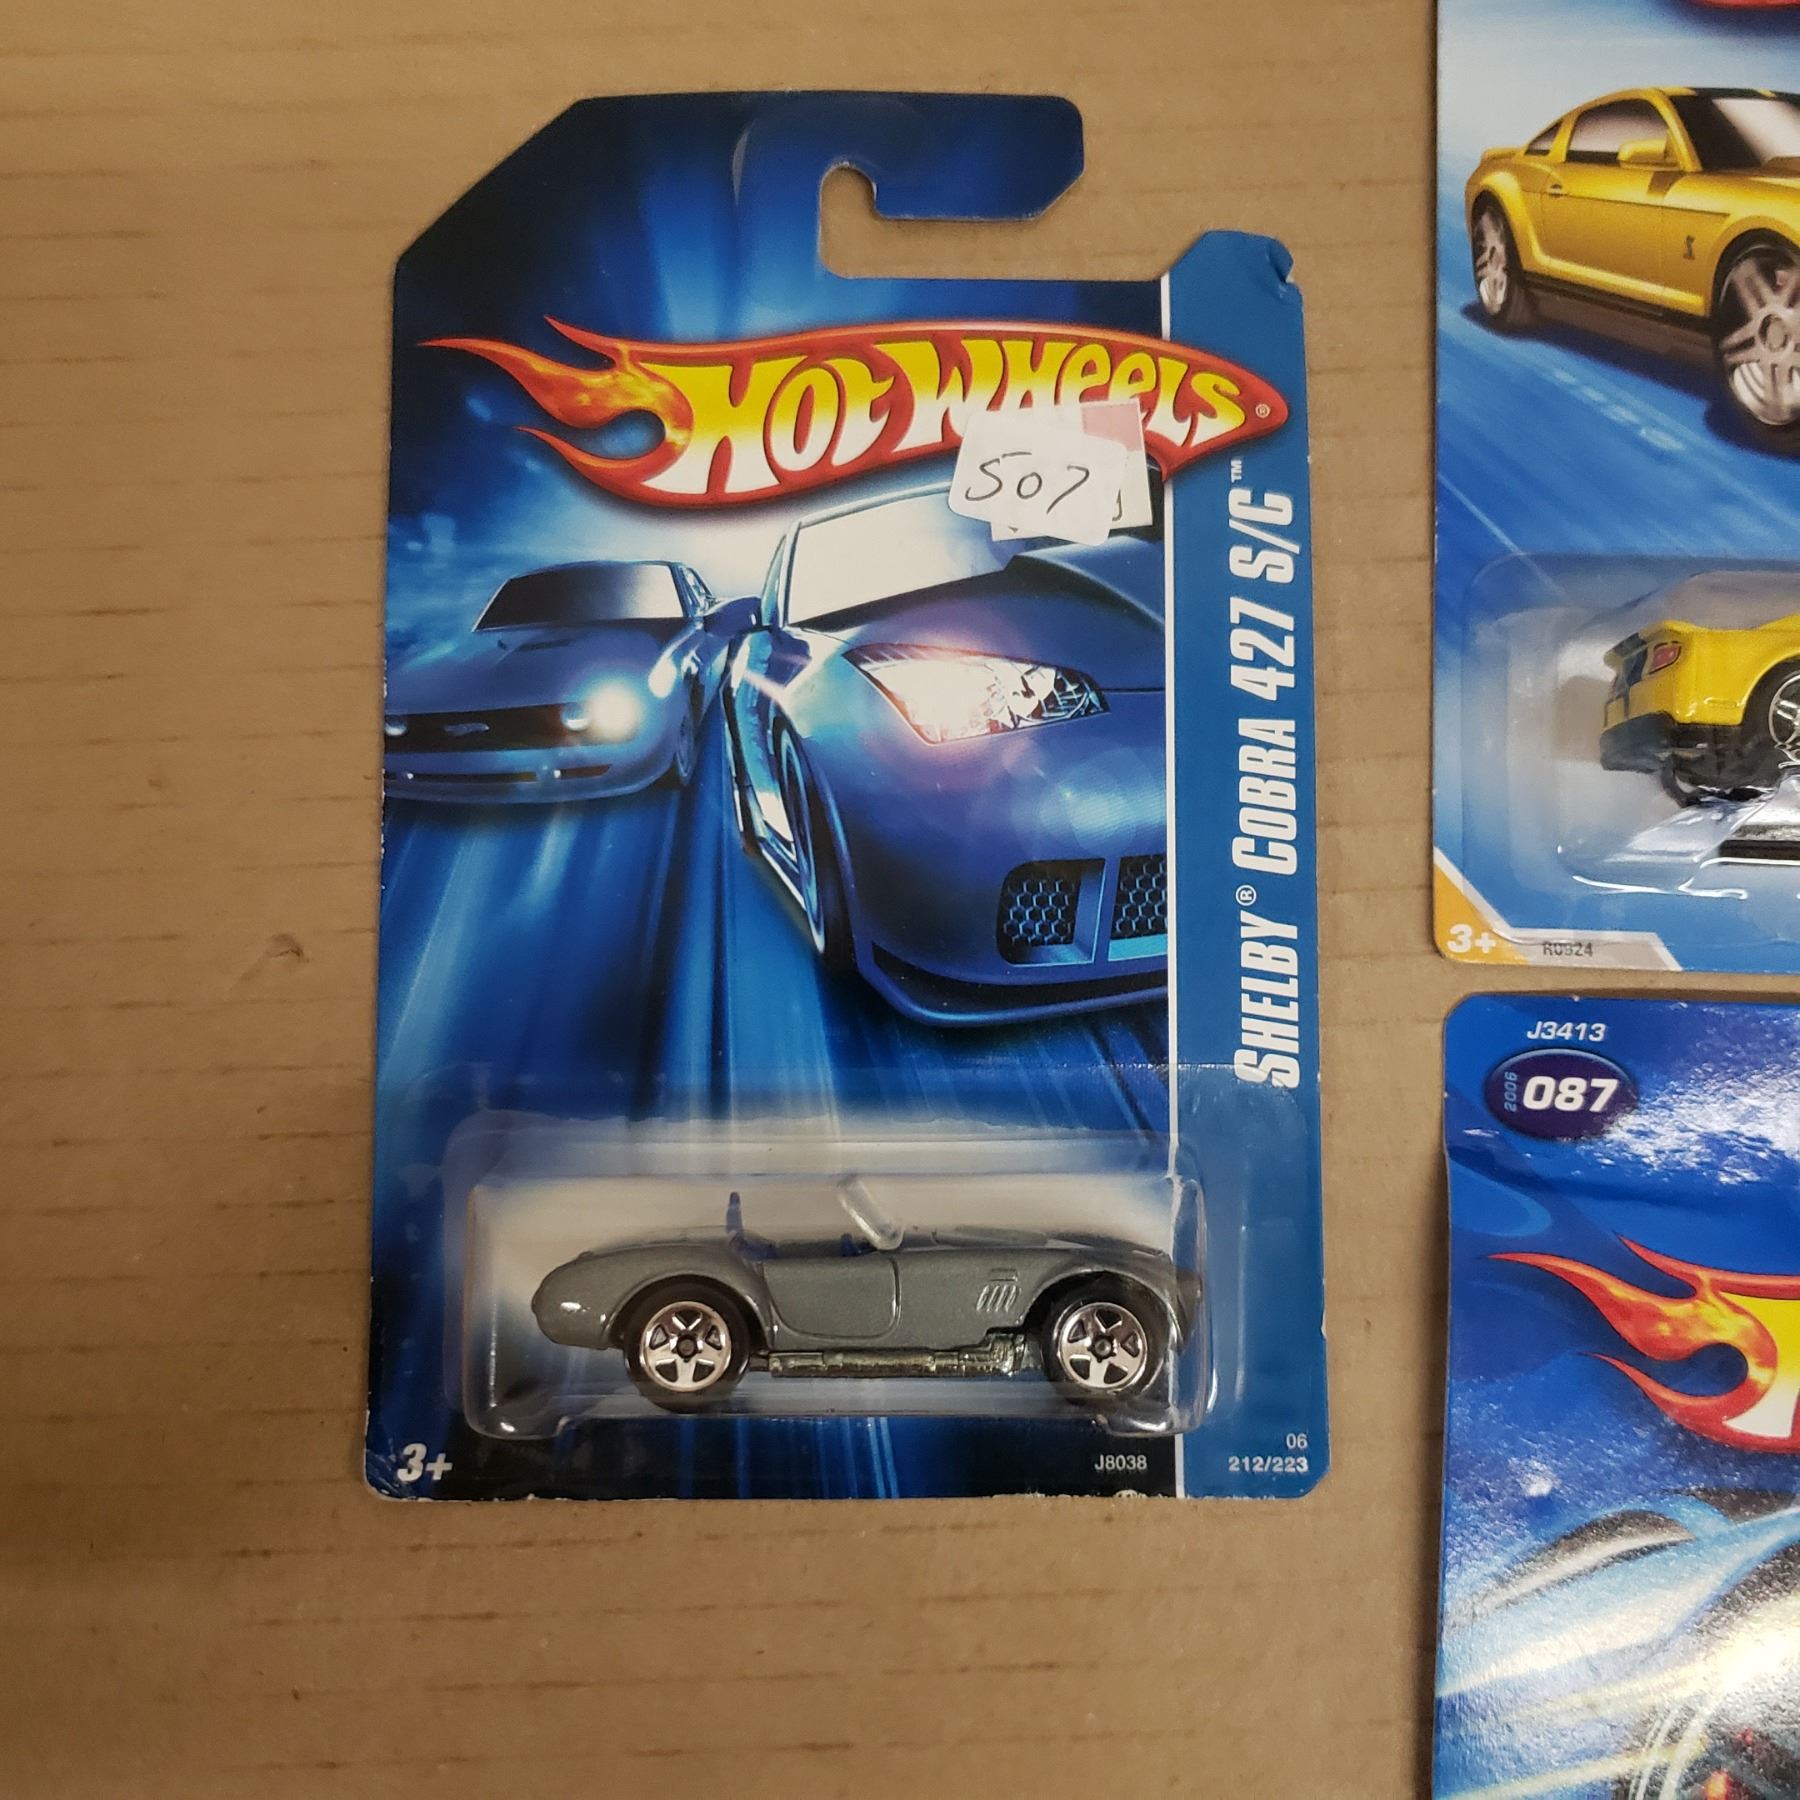 HOT WHEELS®
507
SHELBY® COBRA 427 S/C™
3+
J8038
06
212/223
3+
R0924
J3413
2006
087